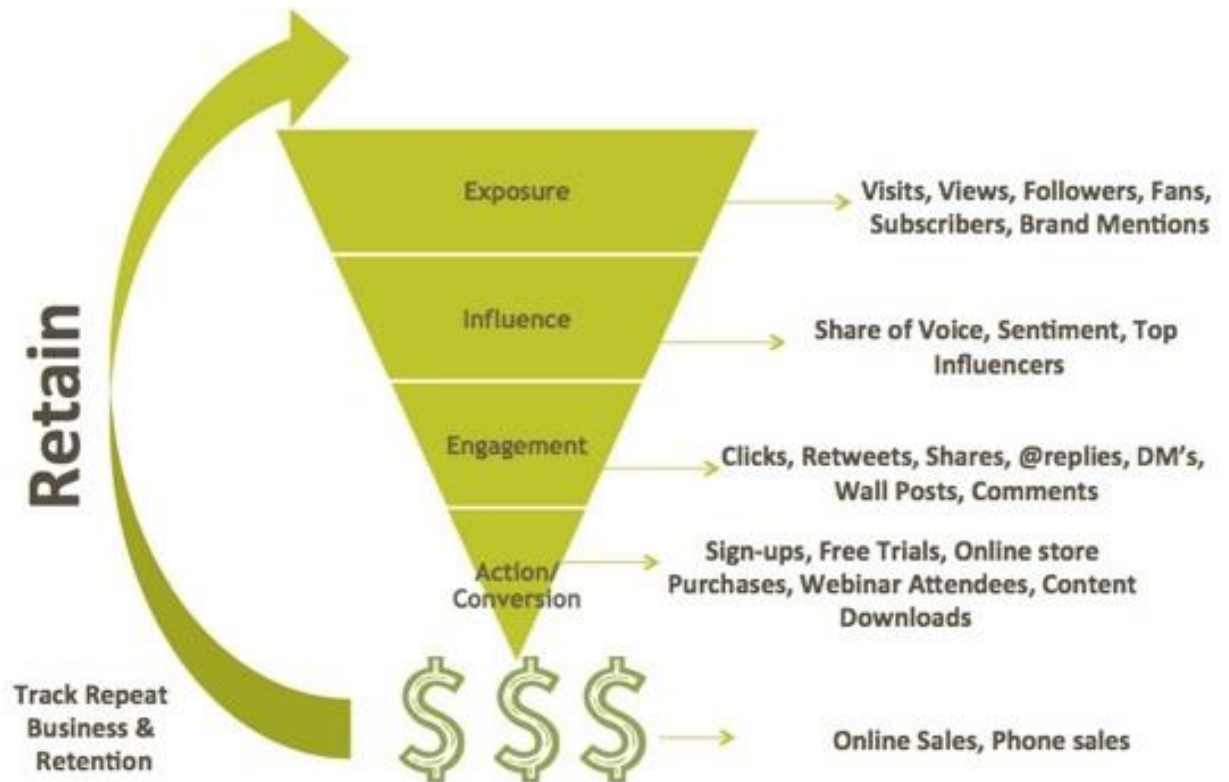 Exposure
Visits, Views, Followers, Fans,
Subscribers, Brand Mentions
Influence
Share of Voice, Sentiment, Top
Influencers
Retain
Engagement
Clicks, Retweets, Shares, @replies, DM's,
Wall Posts, Comments
Action/
Conversion
Sign-ups, Free Trials, Online store
Purchases, Webinar Attendees, Content
Downloads
Track Repeat
Business &
Retention
$ $ $
Online Sales, Phone sales